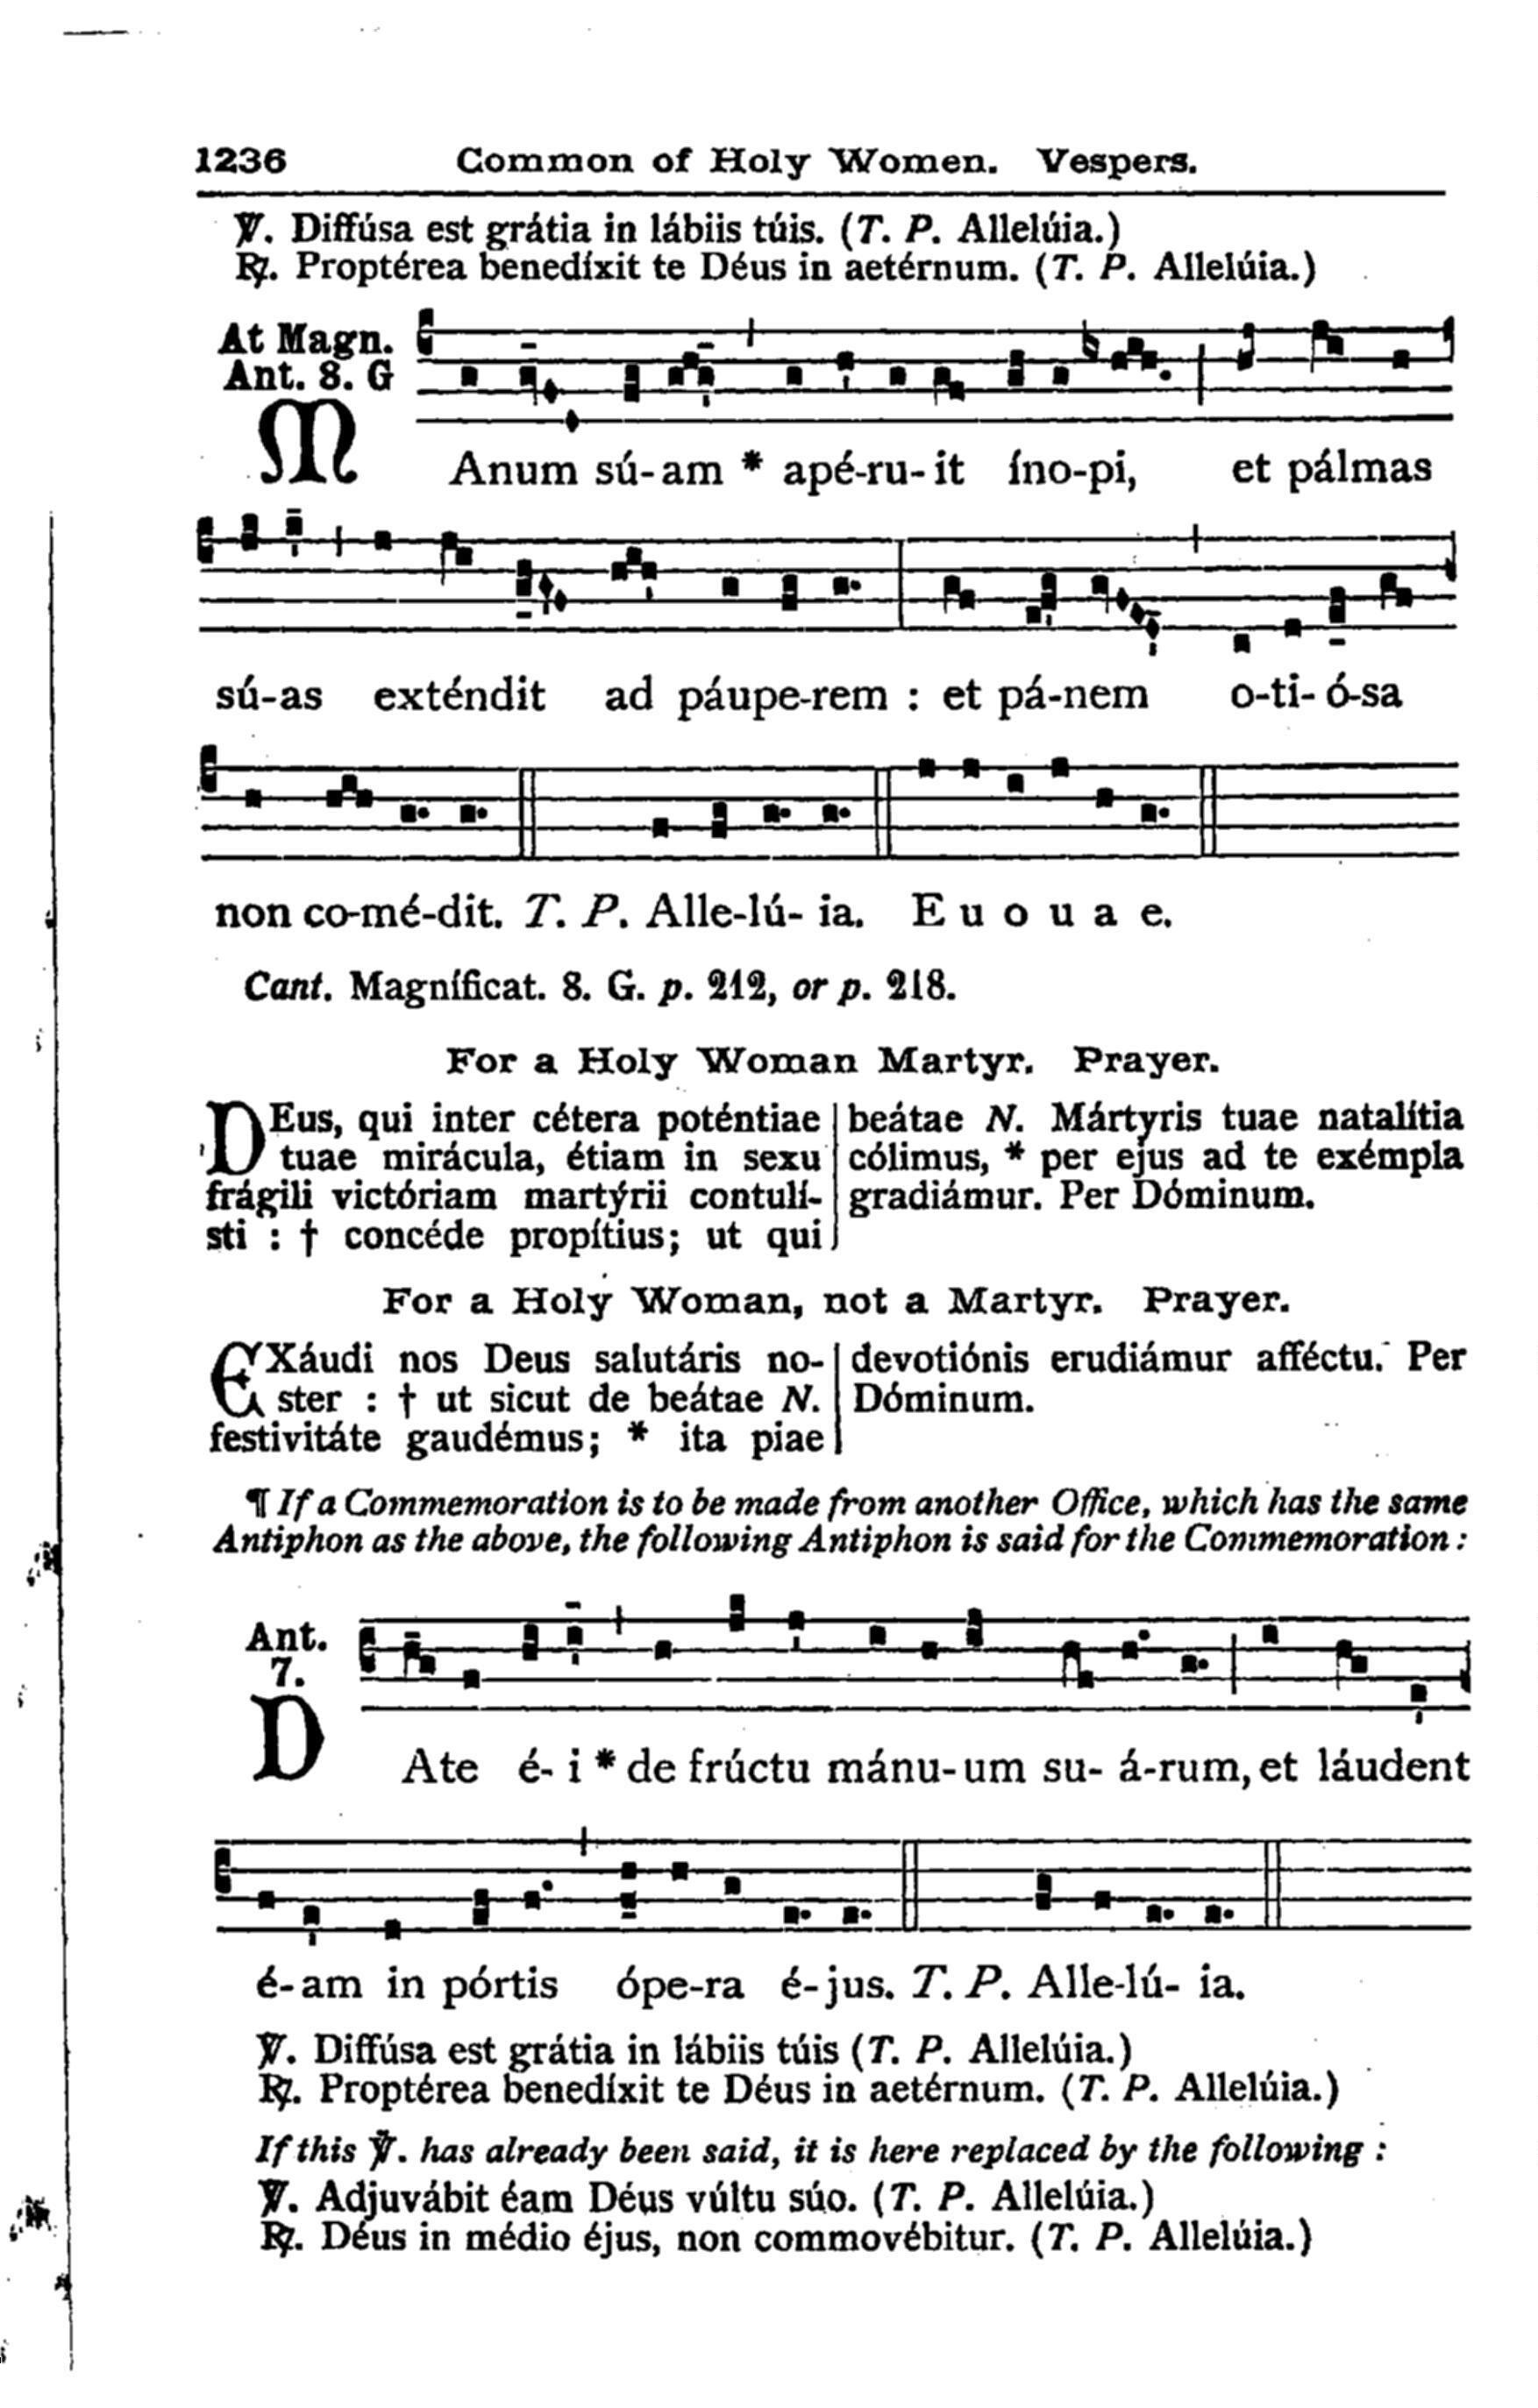 1236 Common of Holy Women. Vespers.
℣. Diffúsa est grátia in lábiis túis. (T. P. Allelúia.)
℟. Proptérea benedíxit te Déus in aetérnum. (T. P. Allelúia.)
At Magn.
Ant. 8. G
MAnum sú-am * apé-ru-it íno-pi, et pálmas
sú-as exténdit ad páupe-rem : et pá-nem o-ti-ó-sa
non co-mé-dit. T. P. Alle-lú- ia. E u o u a e.
Cant. Magníficat. 8. G. p. 212, or p. 218.
For a Holy Woman Martyr. Prayer.
DEus, qui inter cétera poténtiae
tuae mirácula, étiam in sexu
frágili victóriam martýrii contulí-
sti : † concéde propítius; ut qui
beátae N. Mártyris tuae natalítia
cólimus, * per ejus ad te exémpla
gradiámur. Per Dóminum.
For a Holy Woman, not a Martyr. Prayer.
EXáudi nos Deus salutáris no-
ster : † ut sicut de beátae N.
festivitáte gaudémus; * ita piae
devotiónis erudiámur afféctu. Per
Dóminum.
¶ If a Commemoration is to be made from another Office, which has the same
Antiphon as the above, the following Antiphon is said for the Commemoration :
Ant.
7.
DAte é- i * de frúctu mánu-um su- á-rum, et láudent
é-am in pórtis ópe-ra é-jus. T. P. Alle-lú- ia.
℣. Diffúsa est grátia in lábiis túis (T. P. Allelúia.)
℟. Proptérea benedíxit te Déus in aetérnum. (T. P. Allelúia.)
If this ℣. has already been said, it is here replaced by the following :
℣. Adjuvábit éam Déus vúltu súo. (T. P. Allelúia.)
℟. Déus in médio éjus, non commovébitur. (T. P. Allelúia.)